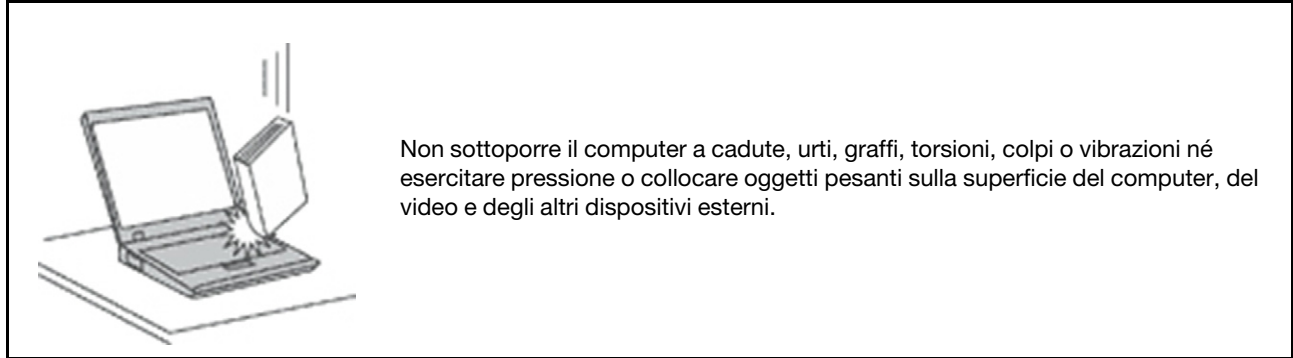 Non sottoporre il computer a cadute, urti, graffi, torsioni, colpi o vibrazioni né
esercitare pressione o collocare oggetti pesanti sulla superficie del computer, del
video e degli altri dispositivi esterni.